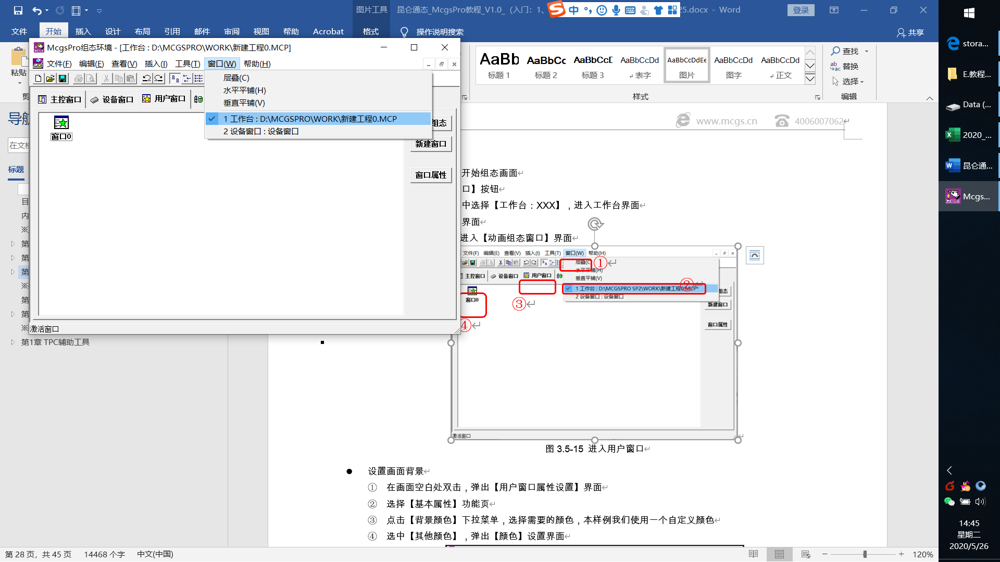 图片工具
昆仑通态_McgsPro教程_V1.0_ (入门：1、
25.docx - Word
登录
文件 开始 插入 设计 布局 引用 邮件 审阅 视图 帮助 Acrobat 格式 操作说明搜索 共享
粘贴
McgsPro组态环境 - [工作台 : D:\MCGSPRO\WORK\新建工程0.MCP]
文件(F) 编辑(E) 查看(V) 插入(I) 工具(T) 窗口(W) 帮助(H)
层叠(C)
水平平铺(H)
垂直平铺(V)
1 工作台 : D:\MCGSPRO\WORK\新建工程0.MCP
2 设备窗口 : 设备窗口
主控窗口 设备窗口 用户窗口
窗口0
组态
新建窗口
窗口属性
激活窗口
AaBb 标题 1
AaBbCc 标题 2
AaBbCcD 标题 3
AaBbCcDd 表字
AaBbCcDdEe 图片
AaBbCcDd 图字
AaBbCcDd 正文
样式
查找
替换
选择
编辑
剪
导航
在文档
标题
目
内
※
第
第
第
※
第
第
※
第1章 TPC辅助工具
www.mcgs.cn 4006007062
开始组态画面
口】按钮
中选择【工作台：XXX】，进入工作台界面
界面
进入【动画组态窗口】界面
文件(F) 编辑(E) 查看(V) 插入(I) 工具(T) 窗口(W) 帮助(H)
层叠(C ①
水平平铺(H)
垂直平铺(V)
主控窗口 设备窗口 用户窗口
1 工作台 : D:\MCGSPRO SP2\WORK\新建工程0.MCP ②
2 设备窗口 : 设备窗口
组态
新建窗口
窗口属性
窗口0
③
④
激活窗口
图 3.5-15 进入用户窗口
● 设置画面背景
① 在画面空白处双击，弹出【用户窗口属性设置】界面
② 选择【基本属性】功能页
③ 点击【背景颜色】下拉菜单，选择需要的颜色，本样例我们使用一个自定义颜色
④ 选中【其他颜色】，弹出【颜色】设置界面
第 28 页，共 45 页 14468 个字 中文(中国)
120%
中
stora...
E.教程...
Data (...
2020_...
昆仑通...
Mcgs...
14:45
星期二
2020/5/26